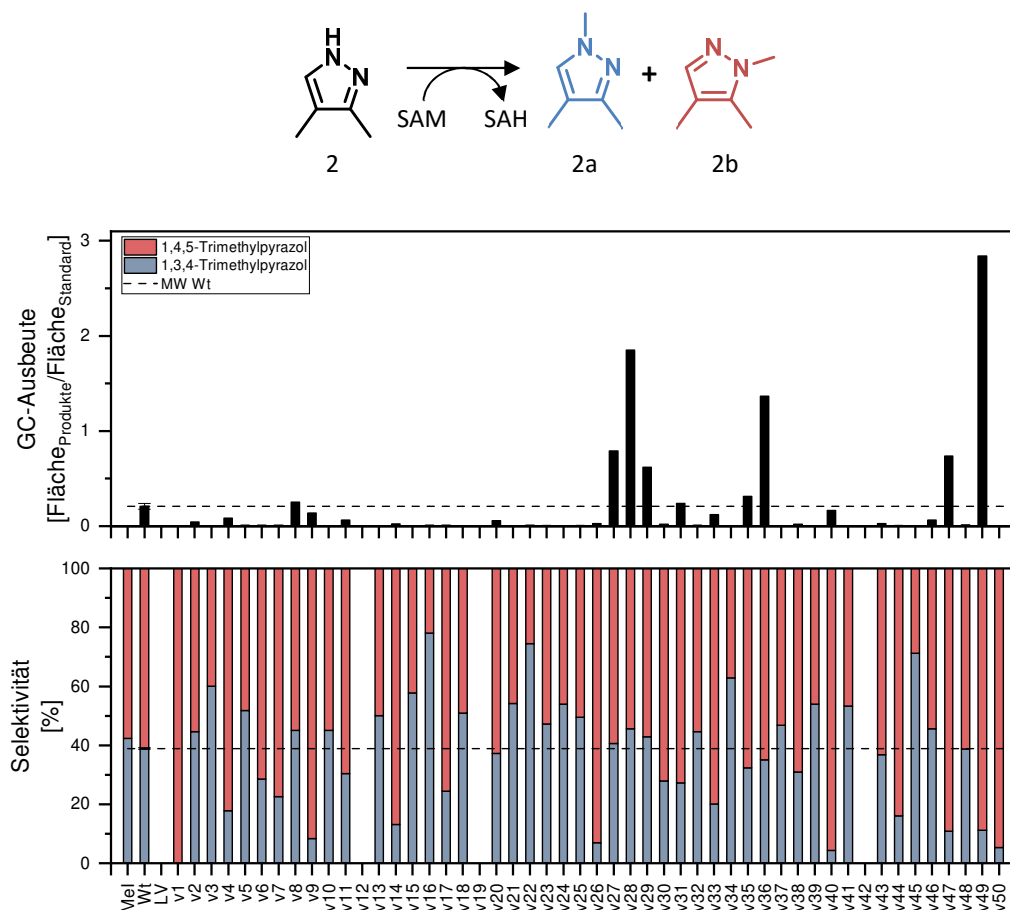 H
N
N
N
N
N
N
+
SAM
SAH
2
2a
2b
GC-Ausbeute
[Fläche_Produkte/Fläche_Standard]
3
2
1
0
1,4,5-Trimethylpyrazol
1,3,4-Trimethylpyrazol
MW Wt
Selektivität
[%]
100
80
60
40
20
0
Mel
Wt
LV
v1
v2
v3
v4
v5
v6
v7
v8
v9
v10
v11
v12
v13
v14
v15
v16
v17
v18
v19
v20
v21
v22
v23
v24
v25
v26
v27
v28
v29
v30
v31
v32
v33
v34
v35
v36
v37
v38
v39
v40
v41
v42
v43
v44
v45
v46
v47
v48
v49
v50